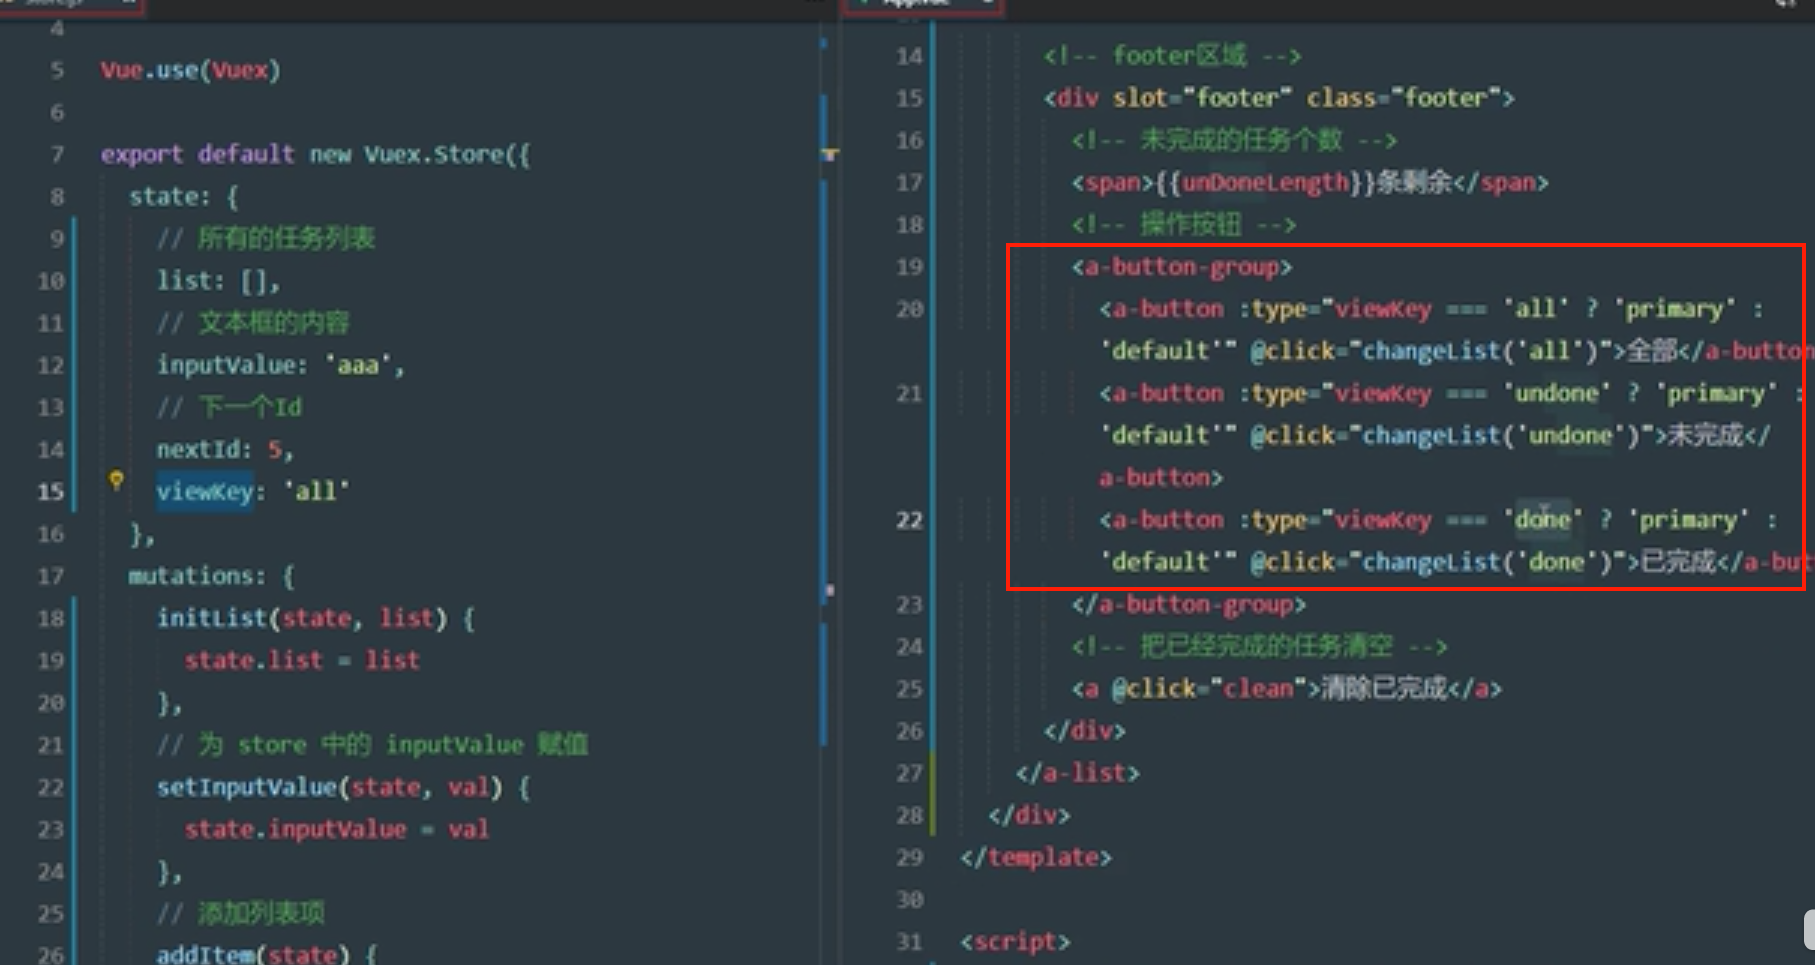 4
5 Vue.use(Vuex)
6
7 export default new Vuex.Store({
8 state: {
9 // 所有的任务列表
10 list: [],
11 // 文本框的内容
12 inputValue: 'aaa',
13 // 下一个Id
14 nextId: 5,
15 viewKey: 'all'
16 },
17 mutations: {
18 initList(state, list) {
19 state.list = list
20 },
21 // 为 store 中的 inputValue 赋值
22 setInputValue(state, val) {
23 state.inputValue = val
24 },
25 // 添加列表项
26 addItem(state) {
14 <!-- footer区域 -->
15 <div slot="footer" class="footer">
16 <!-- 未完成的任务个数 -->
17 <span>{{unDoneLength}}条剩余</span>
18 <!-- 操作按钮 -->
19 <a-button-group>
20 <a-button :type="viewKey === 'all' ? 'primary' :
'default'" @click="changeList('all')">全部</a-button
21 <a-button :type="viewKey === 'undone' ? 'primary' :
'default'" @click="changeList('undone')">未完成</
a-button>
22 <a-button :type="viewKey === 'done' ? 'primary' :
'default'" @click="changeList('done')">已完成</a-but
23 </a-button-group>
24 <!-- 把已经完成的任务清空 -->
25 <a @click="clean">清除已完成</a>
26 </div>
27 </a-list>
28 </div>
29 </template>
30
31 <script>